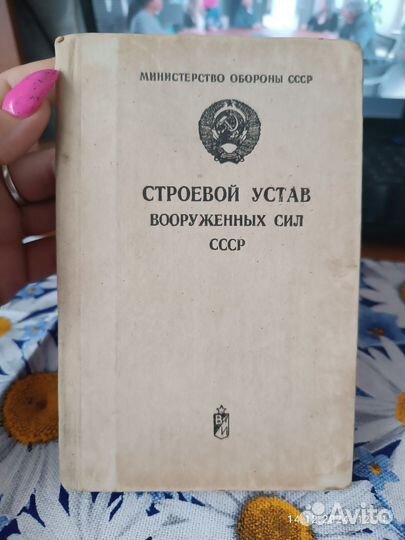 МИНИСТЕРСТВО ОБОРОНЫ СССР
СТРОЕВОЙ УСТАВ
ВООРУЖЕННЫХ СИЛ
СССР
В И
Avito